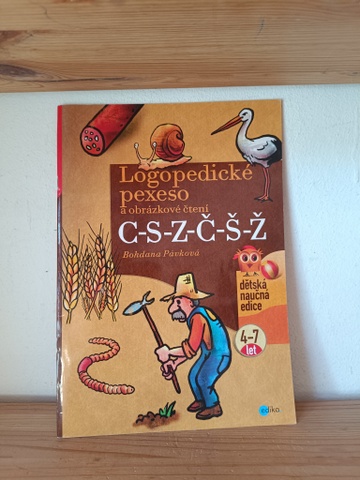 Logopedické
pexeso
a obrázkové čtení
C-S-Z-Č-Š-Ž
Bohdana Pávková
dětská
naučná
edice
4-7
let
edika